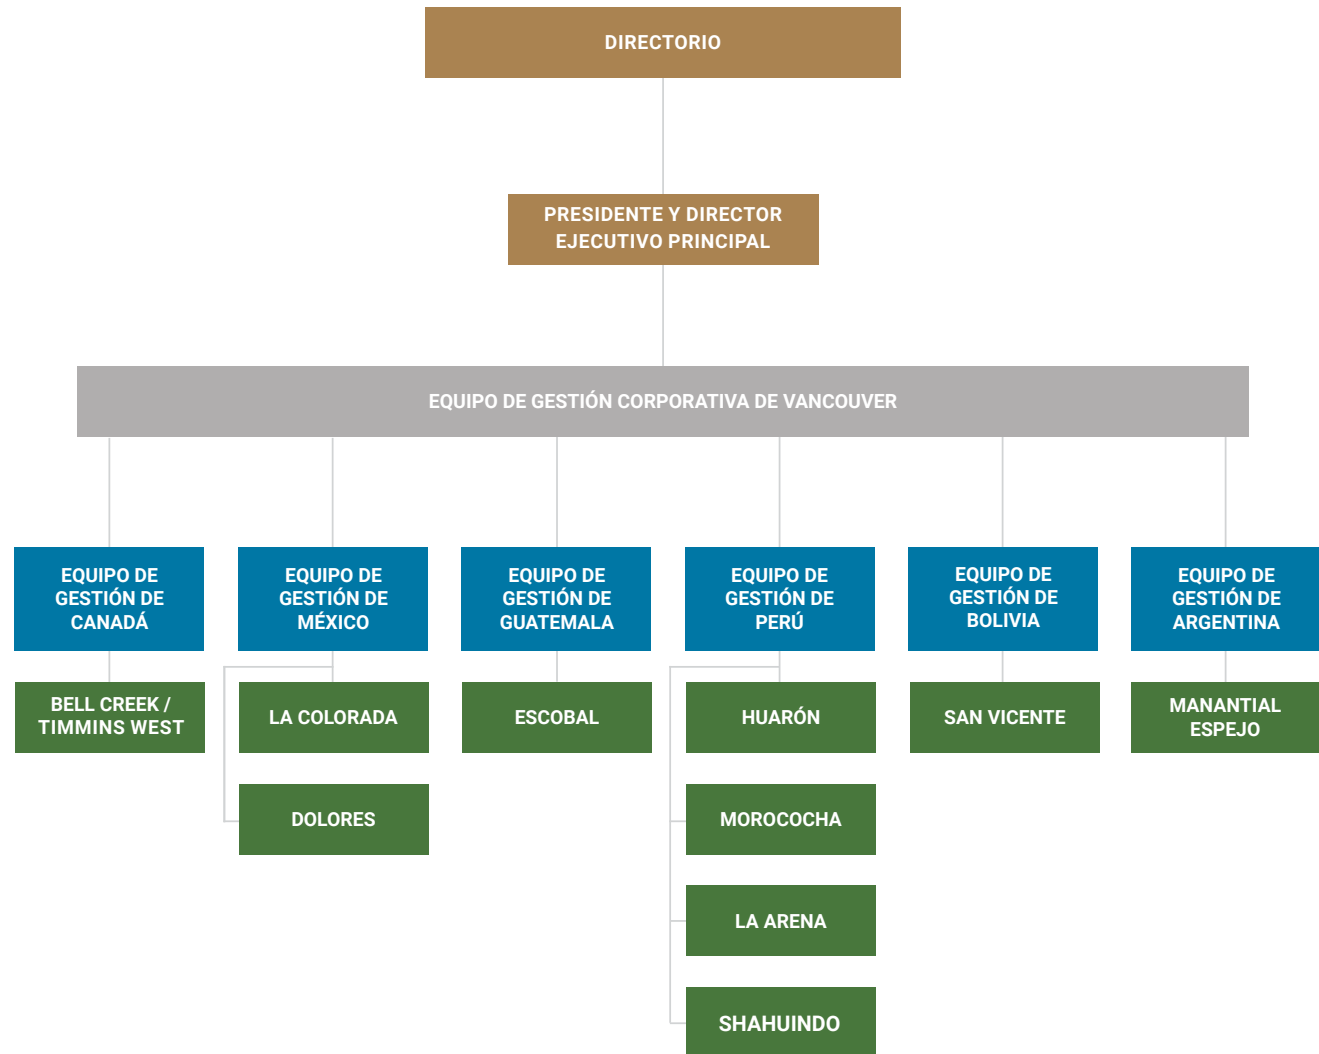 DIRECTORIO
PRESIDENTE Y DIRECTOR
EJECUTIVO PRINCIPAL
EQUIPO DE GESTIÓN CORPORATIVA DE VANCOUVER
EQUIPO DE
GESTIÓN DE
CANADÁ
EQUIPO DE
GESTIÓN DE
MÉXICO
EQUIPO DE
GESTIÓN DE
GUATEMALA
EQUIPO DE
GESTIÓN DE
PERÚ
EQUIPO DE
GESTIÓN DE
BOLIVIA
EQUIPO DE
GESTIÓN DE
ARGENTINA
BELL CREEK /
TIMMINS WEST
LA COLORADA
ESCOBAL
HUARÓN
SAN VICENTE
MANANTIAL
ESPEJO
DOLORES
MOROCOCHA
LA ARENA
SHAHUINDO